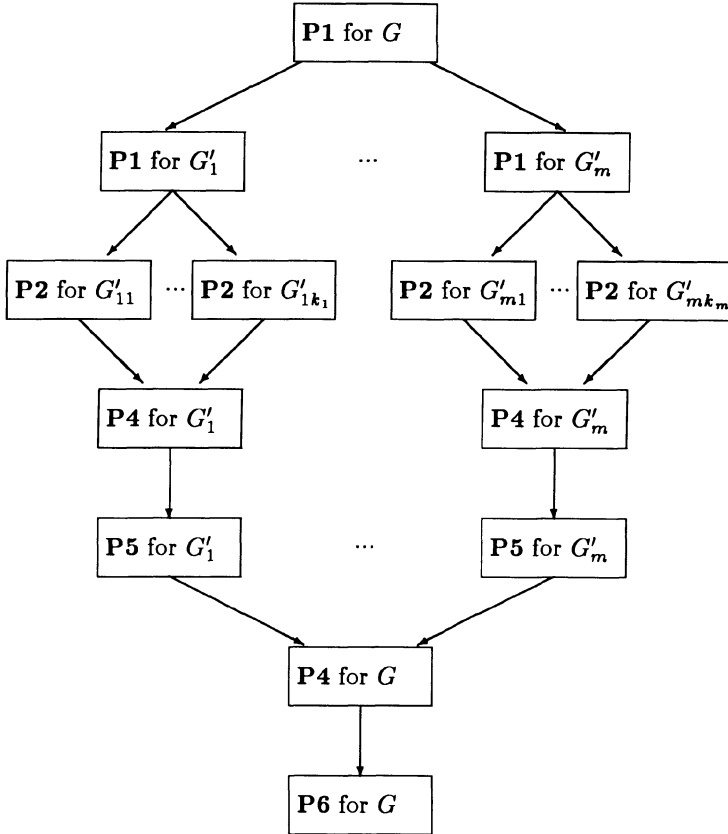 P1 for G
P1 for G′₁ ... P1 for G′ₘ
P2 for G′₁₁ ... P2 for G′₁ₖ₁ P2 for G′ₘ₁ ... P2 for G′ₘₖₘ
P4 for G′₁ P4 for G′ₘ
P5 for G′₁ ... P5 for G′ₘ
P4 for G
P6 for G